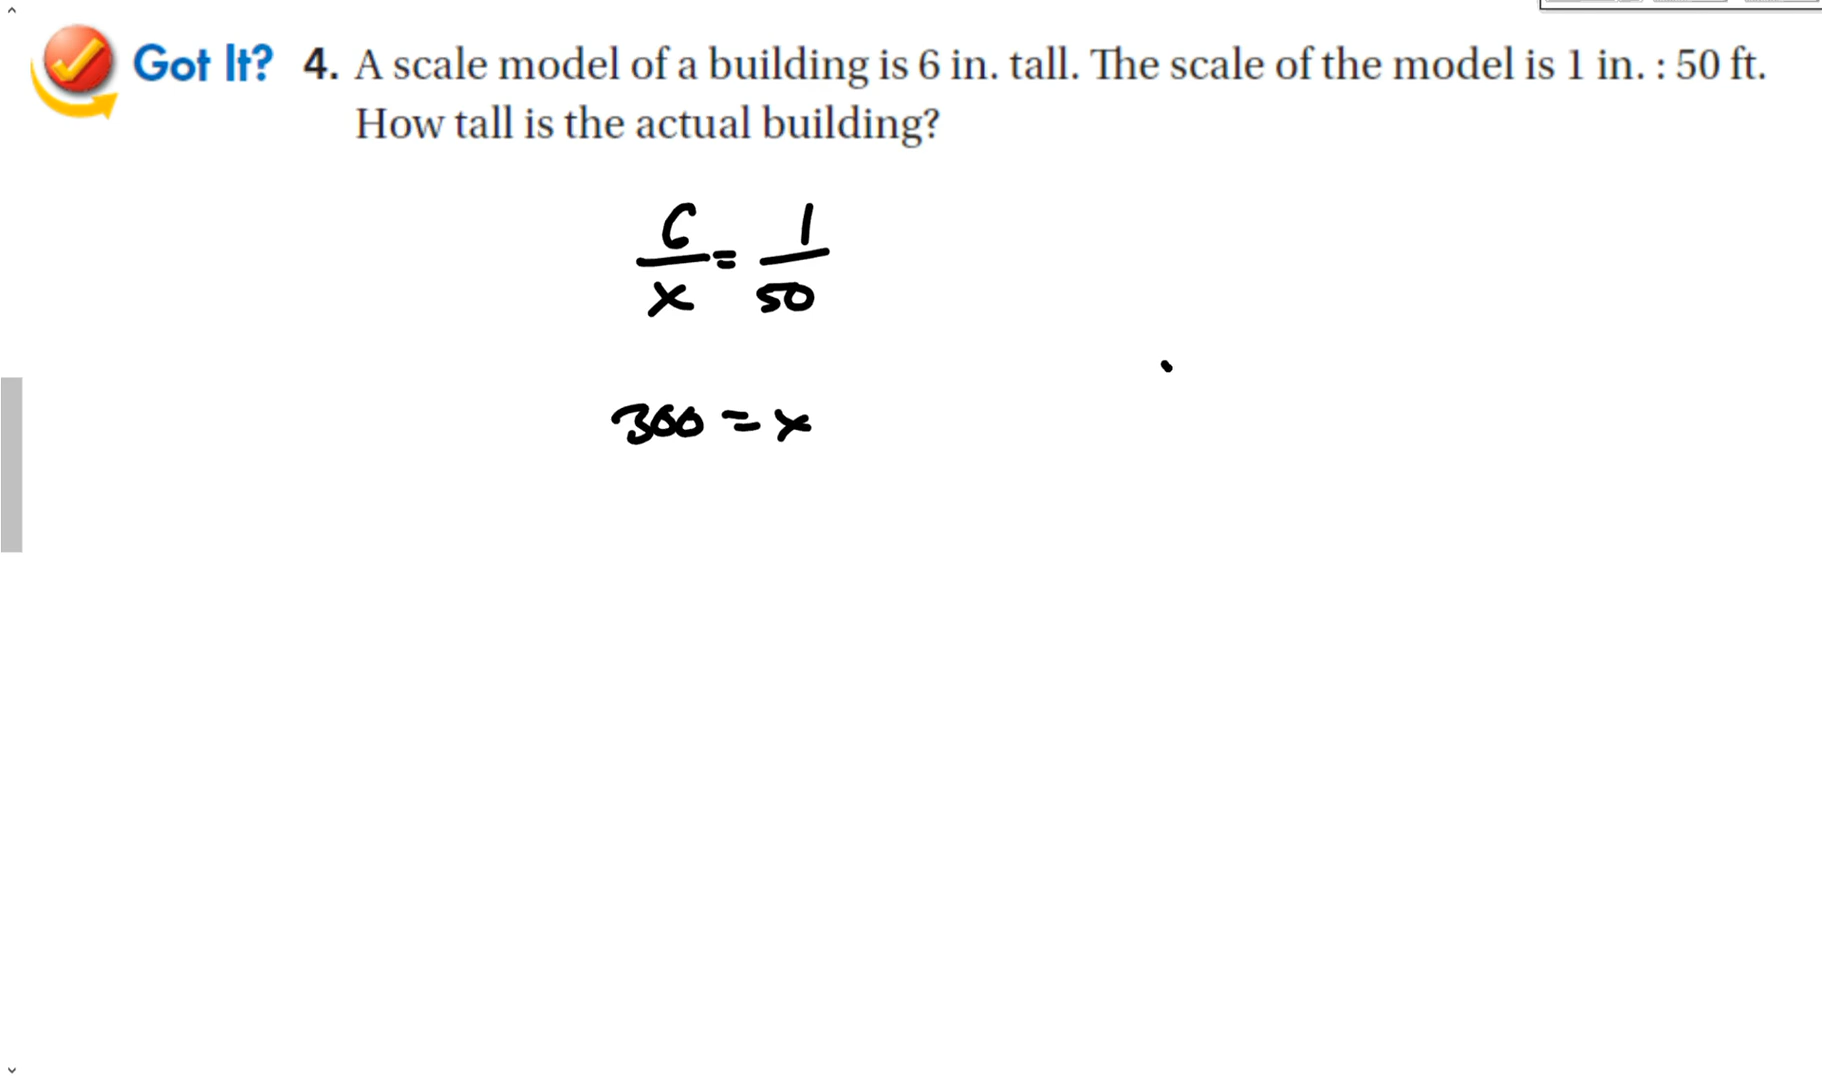 Got It? 4. A scale model of a building is 6 in. tall. The scale of the model is 1 in. : 50 ft.
How tall is the actual building?
6/x = 1/50
300 = x